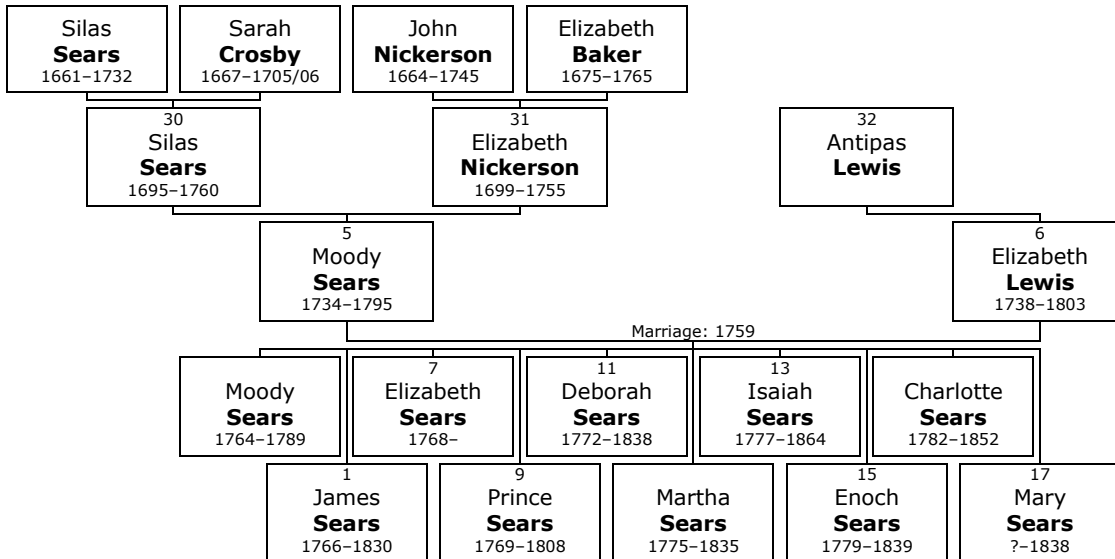 Silas
Sears
1661–1732
Sarah
Crosby
1667–1705/06
John
Nickerson
1664–1745
Elizabeth
Baker
1675–1765
30
Silas
Sears
1695–1760
31
Elizabeth
Nickerson
1699–1755
32
Antipas
Lewis
5
Moody
Sears
1734–1795
6
Elizabeth
Lewis
1738–1803
Marriage: 1759
Moody
Sears
1764–1789
7
Elizabeth
Sears
1768–
11
Deborah
Sears
1772–1838
13
Isaiah
Sears
1777–1864
Charlotte
Sears
1782–1852
1
James
Sears
1766–1830
9
Prince
Sears
1769–1808
Martha
Sears
1775–1835
15
Enoch
Sears
1779–1839
17
Mary
Sears
?–1838